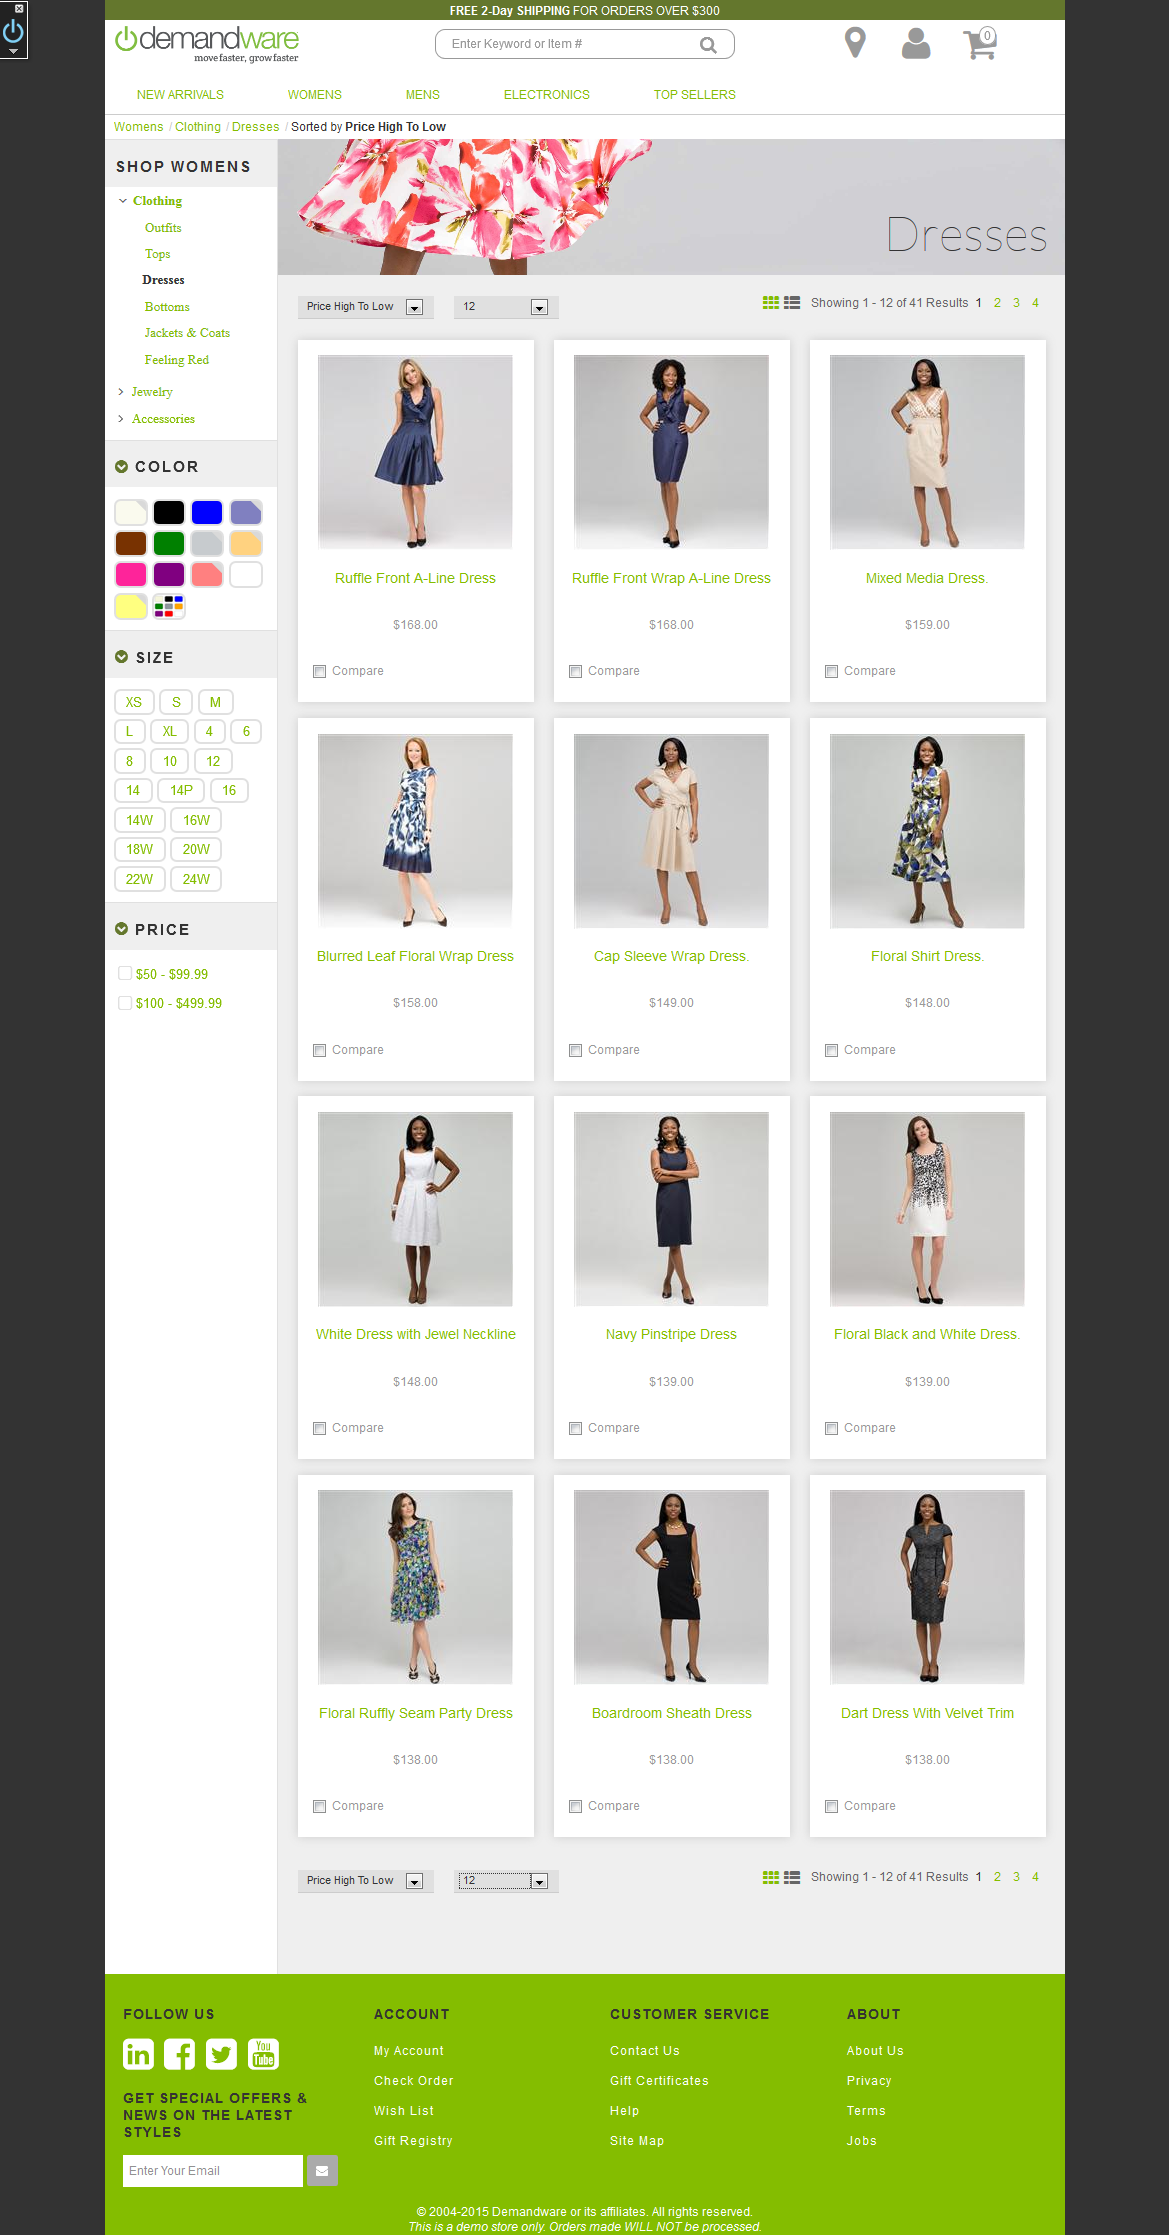 FREE 2-Day SHIPPING FOR ORDERS OVER $300
demandware
move faster, grow faster
Enter Keyword or Item #
0
NEW ARRIVALS WOMENS MENS ELECTRONICS TOP SELLERS
Womens / Clothing / Dresses / Sorted by Price High To Low
SHOP WOMENS
Clothing
Outfits
Tops
Dresses
Bottoms
Jackets & Coats
Feeling Red
Jewelry
Accessories
COLOR
SIZE
XS S M
L XL 4 6
8 10 12
14 14P 16
14W 16W
18W 20W
22W 24W
PRICE
$50 - $99.99
$100 - $499.99
Dresses
Price High To Low 12 Showing 1 - 12 of 41 Results 1 2 3 4
Ruffle Front A-Line Dress Ruffle Front Wrap A-Line Dress Mixed Media Dress.
$168.00 $168.00 $159.00
Compare Compare Compare
Blurred Leaf Floral Wrap Dress Cap Sleeve Wrap Dress. Floral Shirt Dress.
$158.00 $149.00 $148.00
Compare Compare Compare
White Dress with Jewel Neckline Navy Pinstripe Dress Floral Black and White Dress.
$148.00 $139.00 $139.00
Compare Compare Compare
Floral Ruffly Seam Party Dress Boardroom Sheath Dress Dart Dress With Velvet Trim
$138.00 $138.00 $138.00
Compare Compare Compare
Price High To Low 12 Showing 1 - 12 of 41 Results 1 2 3 4
FOLLOW US
in f You Tube
GET SPECIAL OFFERS &
NEWS ON THE LATEST
STYLES
Enter Your Email
ACCOUNT
My Account
Check Order
Wish List
Gift Registry
CUSTOMER SERVICE
Contact Us
Gift Certificates
Help
Site Map
ABOUT
About Us
Privacy
Terms
Jobs
© 2004-2015 Demandware or its affiliates. All rights reserved.
This is a demo store only. Orders made WILL NOT be processed.